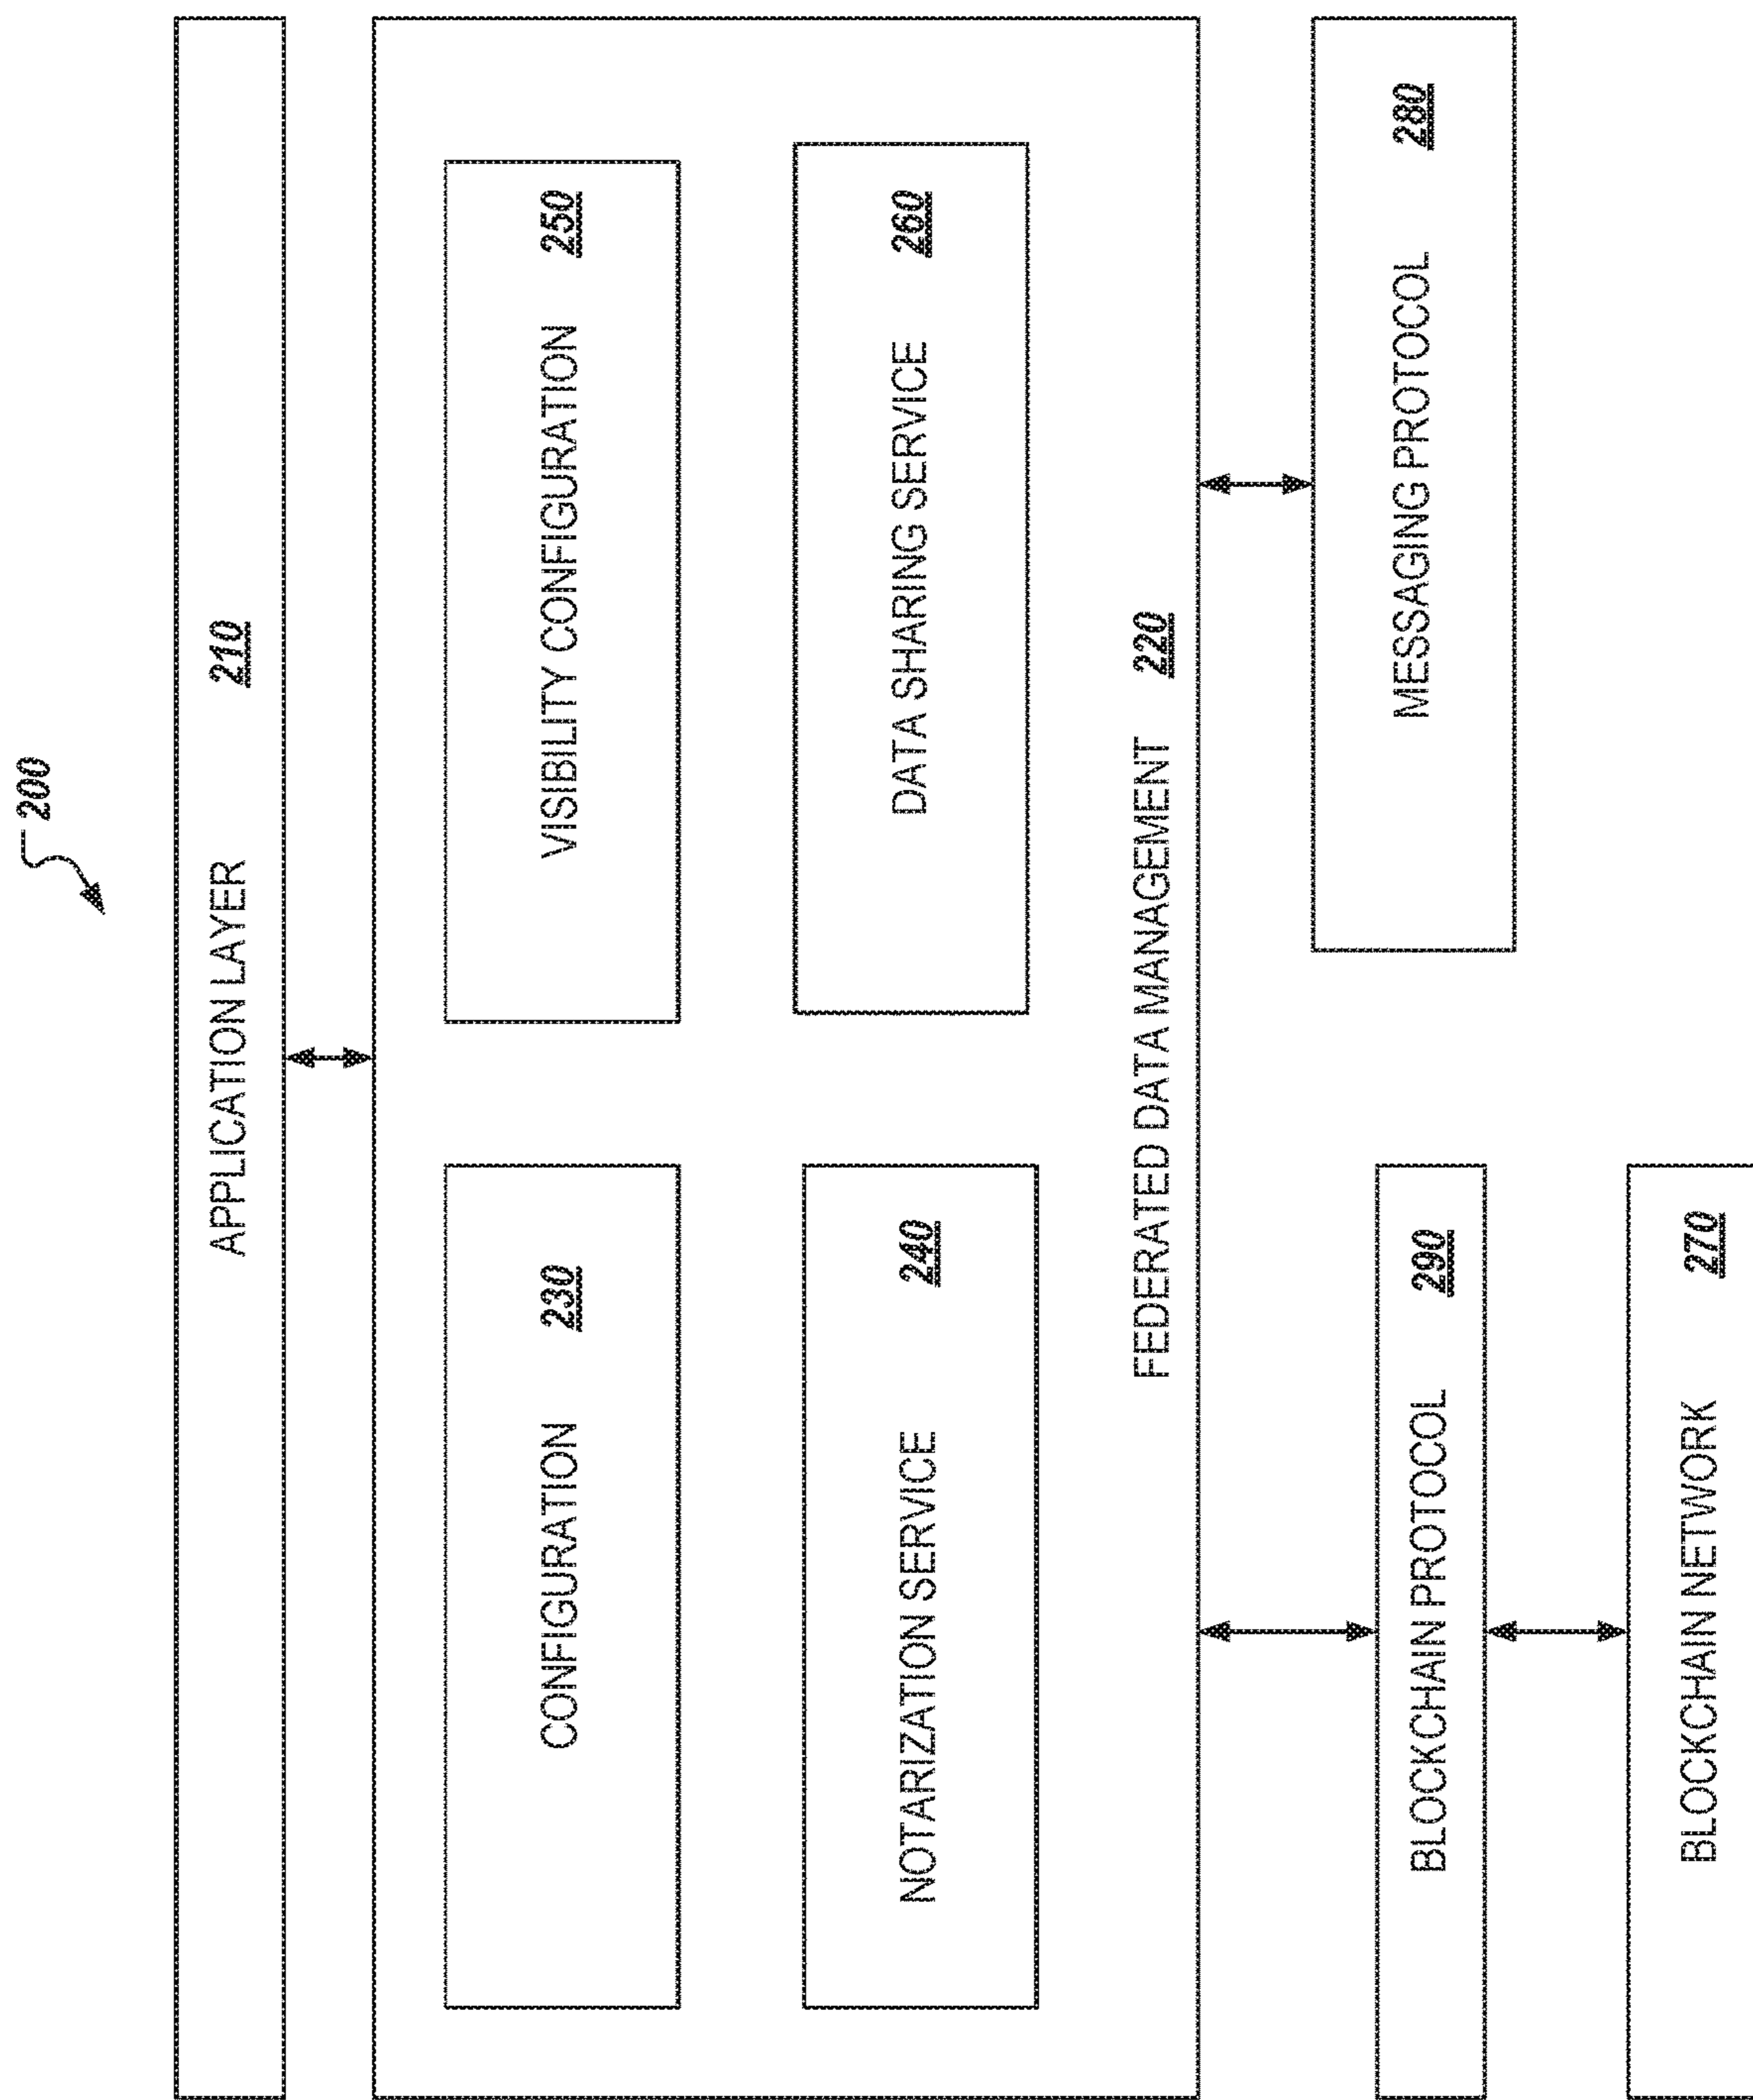 200
APPLICATION LAYER 210
CONFIGURATION 230
VISIBILITY CONFIGURATION 250
NOTARIZATION SERVICE 240
DATA SHARING SERVICE 260
FEDERATED DATA MANAGEMENT 220
BLOCKCHAIN PROTOCOL 290
MESSAGING PROTOCOL 280
BLOCKCHAIN NETWORK 270